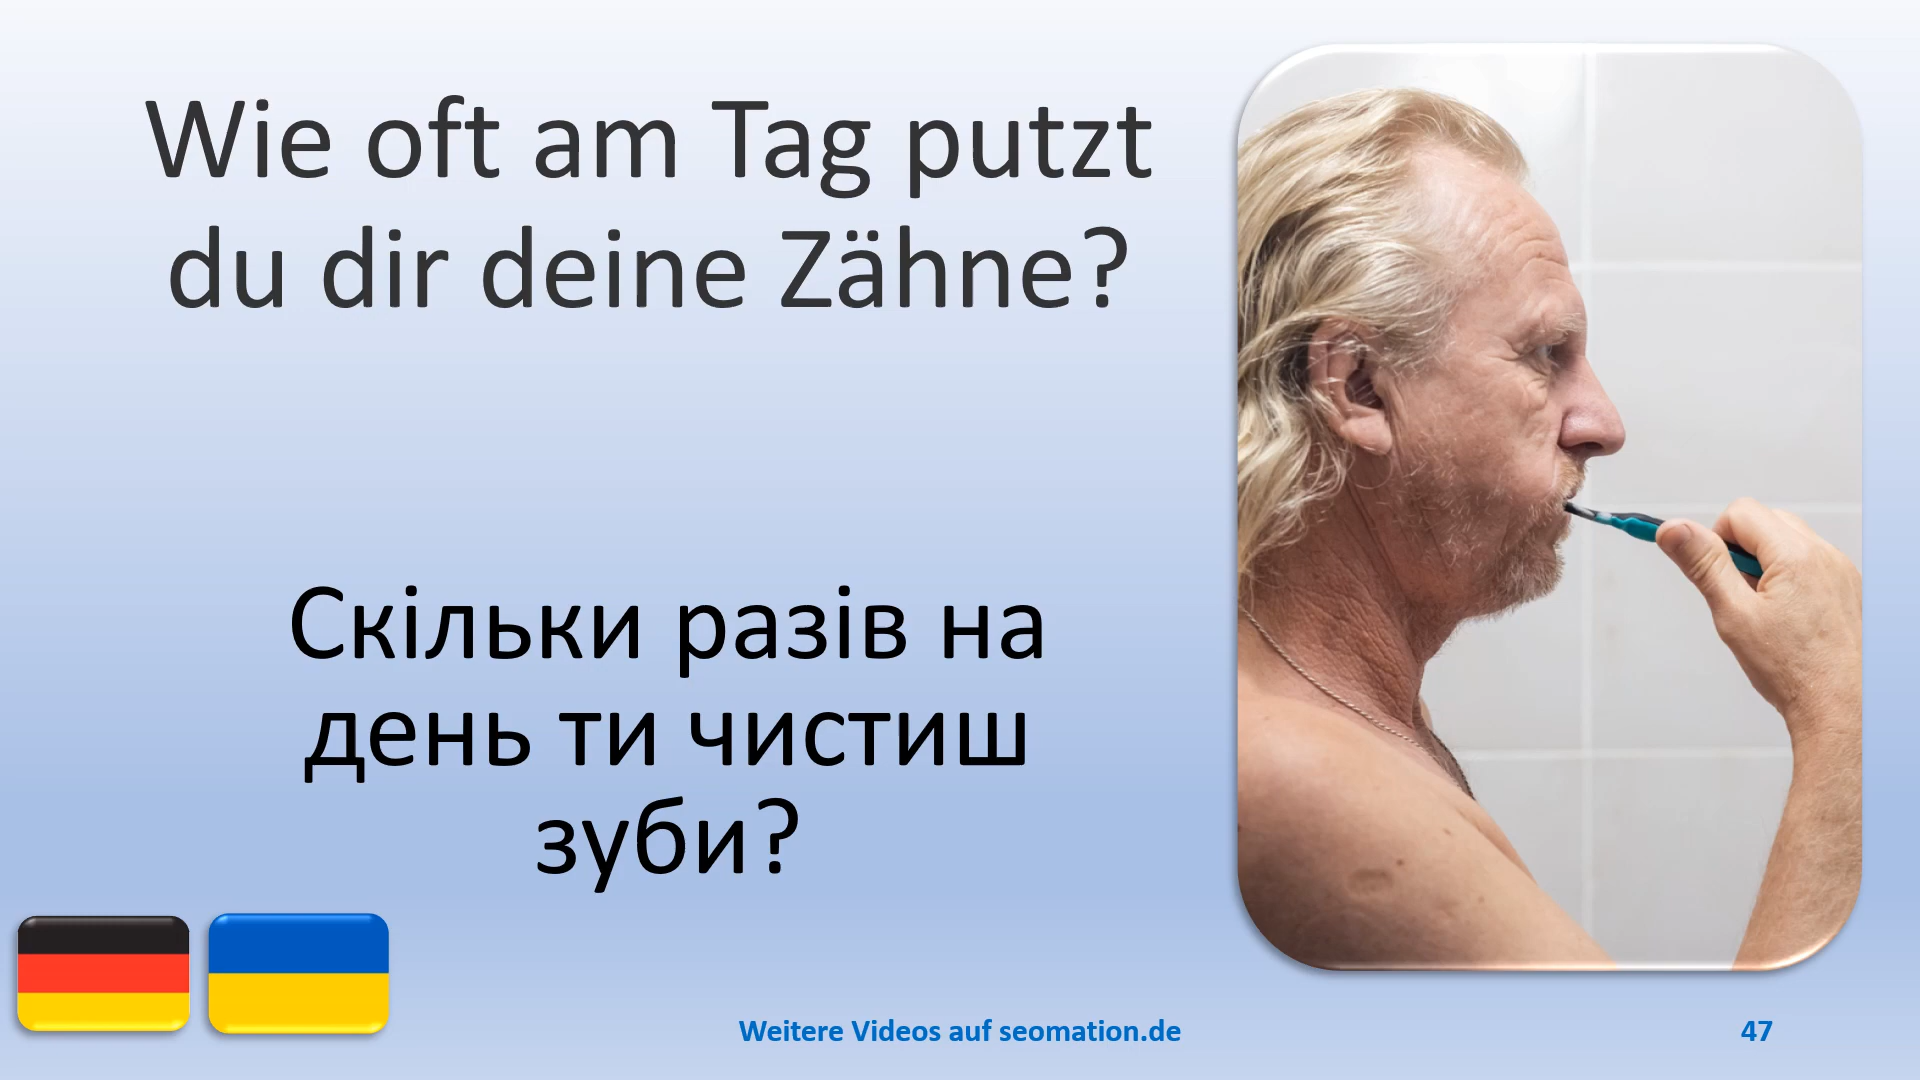 Wie oft am Tag putzt
du dir deine Zähne?
Скільки разів на
день ти чистиш
зуби?
Weitere Videos auf seomation.de
47